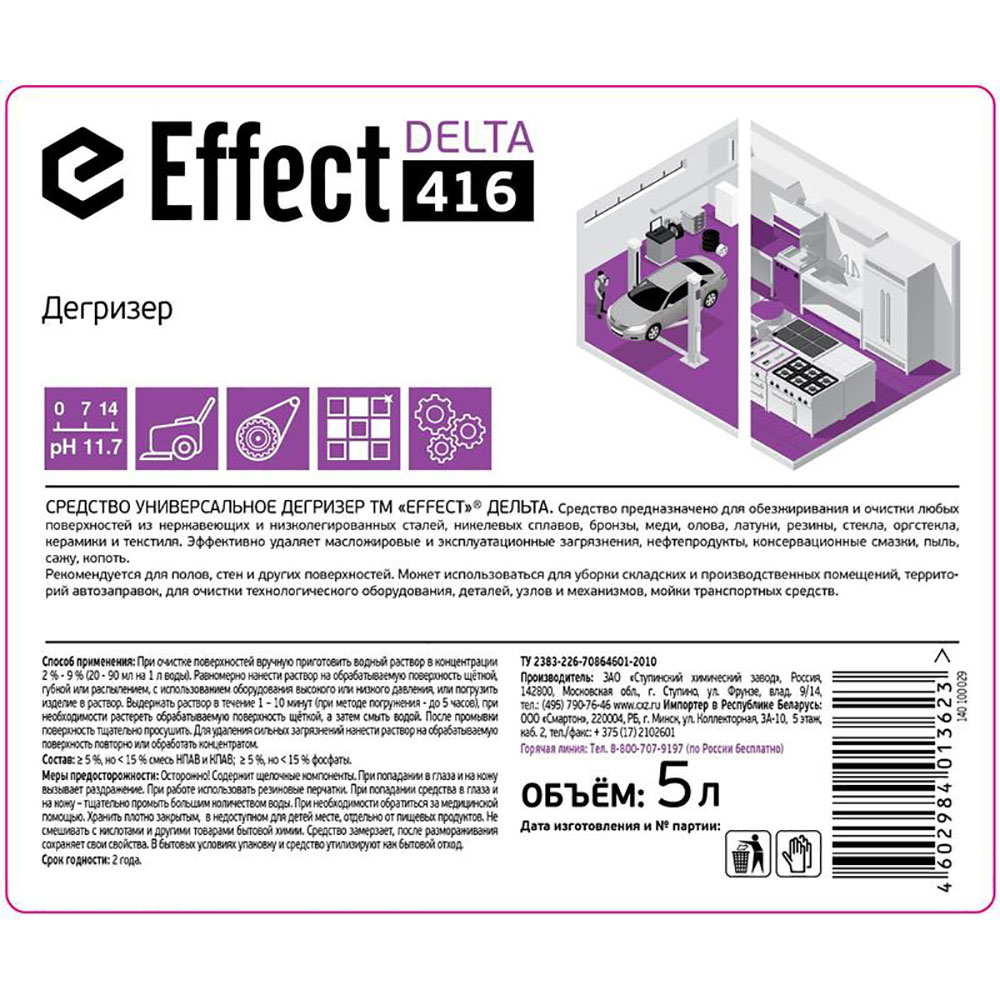 Effect
DELTA
416
Дегризер
0 7 14
pH 11.7
СРЕДСТВО УНИВЕРСАЛЬНОЕ ДЕГРИЗЕР ТМ «EFFECT»® ДЕЛЬТА. Средство предназначено для обезжиривания и очистки любых
поверхностей из нержавеющих и низколегированных сталей, никелевых сплавов, бронзы, меди, олова, латуни, резины, стекла, оргстекла,
керамики и текстиля. Эффективно удаляет масложировые и эксплуатационные загрязнения, нефтепродукты, консервационные смазки, пыль,
сажу, копоть.
Рекомендуется для полов, стен и других поверхностей. Может использоваться для уборки складских и производственных помещений, террито-
рий автозаправок, для очистки технологического оборудования, деталей, узлов и механизмов, мойки транспортных средств.
Способ применения: При очистке поверхностей вручную приготовить водный раствор в концентрации
2 % - 9 % (20 - 90 мл на 1 л воды). Равномерно нанести раствор на обрабатываемую поверхность щёткой,
губкой или распылением, с использованием оборудования высокого или низкого давления, или погрузить
изделие в раствор. Выдержать раствор в течение 1 – 10 минут (при методе погружения - до 5 часов), при
необходимости растереть обрабатываемую поверхность щёткой, а затем смыть водой. После промывки
поверхность тщательно просушить. Для удаления сильных загрязнений нанести раствор на обрабатываемую
поверхность повторно или обработать концентратом.
Состав: ≥ 5 %, но < 15 % смесь НПАВ и КПАВ; ≥ 5 %, но < 15 % фосфаты.
Меры предосторожности: Осторожно! Содержит щелочные компоненты. При попадании в глаза и на кожу
вызывает раздражение. При работе использовать резиновые перчатки. При попадании средства в глаза и
на кожу – тщательно промыть большим количеством воды. При необходимости обратиться за медицинской
помощью. Хранить плотно закрытым, в недоступном для детей месте, отдельно от пищевых продуктов. Не
смешивать с кислотами и другими товарами бытовой химии. Средство замерзает, после размораживания
сохраняет свои свойства. В бытовых условиях упаковку и средство утилизируют как бытовой отход.
Срок годности: 2 года.
ТУ 2383-226-70864601-2010
Производитель: ЗАО «Ступинский химический завод», Россия,
142800, Московская обл., г. Ступино, ул. Фрунзе, влад. 9/14,
тел.: (495) 790-76-46 www.cxz.ru Импортер в Республике Беларусь:
ООО «Смартон», 220004, РБ, г. Минск, ул. Коллекторная, 3А-10, 5 этаж,
каб. 2, тел./факс: + 375 (17) 2102601
Горячая линия: Тел. 8-800-707-9197 (по России бесплатно)
ОБЪЁМ: 5 л
Дата изготовления и № партии:
4 602984 013623 >
140 100 029